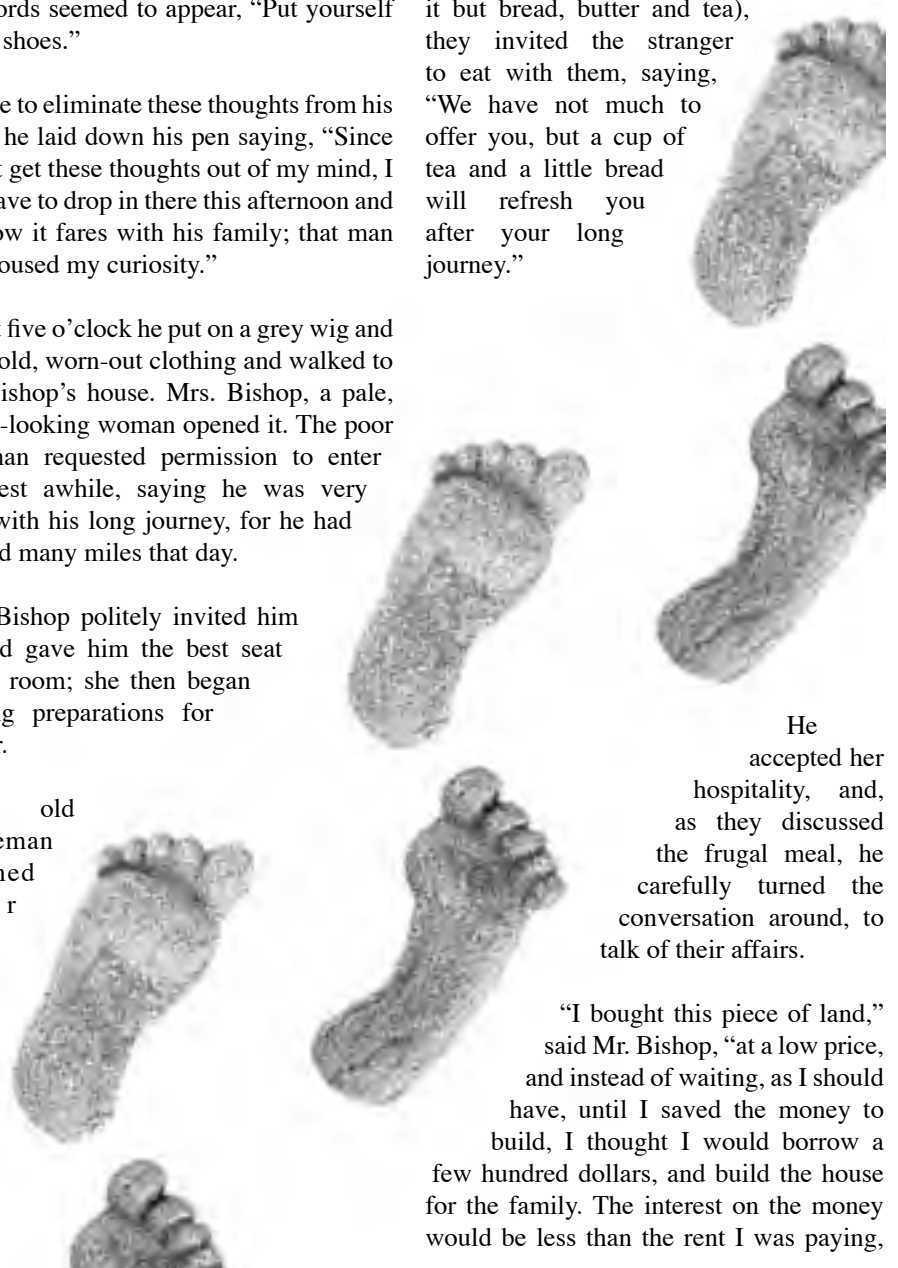 seemed to appear, “Put yourself
shoes.”
to eliminate these thoughts from his
he laid down his pen saying, “Since
get these thoughts out of my mind, I
to drop in there this afternoon and
it fares with his family; that man
my curiosity.”
five o’clock he put on a grey wig and
old, worn-out clothing and walked to
house. Mrs. Bishop, a pale,
-looking woman opened it. The poor
requested permission to enter
awhile, saying he was very
with his long journey, for he had
many miles that day.
Bishop politely invited him
gave him the best seat
room; she then began
preparations for
old
it but bread, butter and tea),
they invited the stranger
to eat with them, saying,
“We have not much to
offer you, but a cup of
tea and a little bread
will refresh you
after your long
journey.”
He
accepted her
hospitality, and,
as they discussed
the frugal meal, he
carefully turned the
conversation around, to
talk of their affairs.
“I bought this piece of land,”
said Mr. Bishop, “at a low price,
and instead of waiting, as I should
have, until I saved the money to
build, I thought I would borrow a
few hundred dollars, and build the house
for the family. The interest on the money
would be less than the rent I was paying,